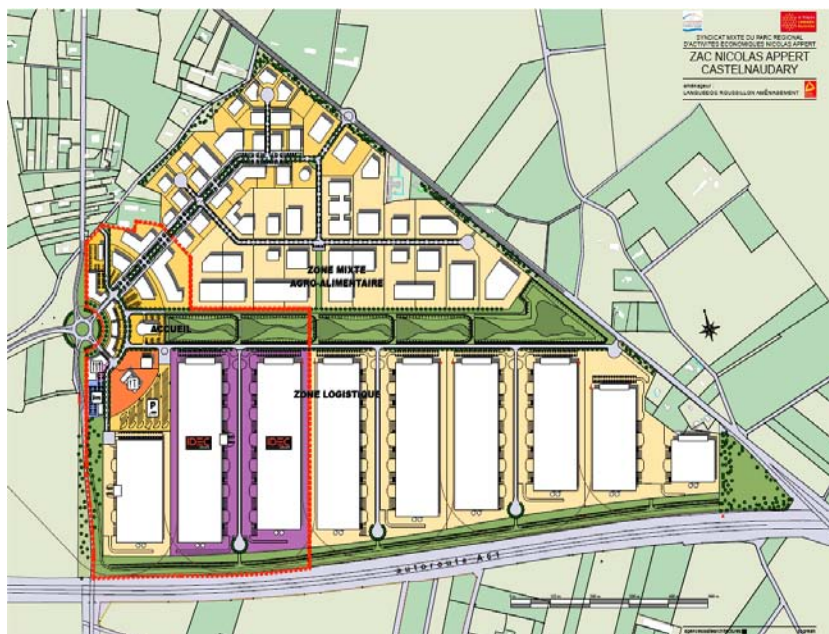 SYNDICAT MIXTE DU PARC REGIONAL
D'ACTIVITES ECONOMIQUES NICOLAS APPERT
ZAC NICOLAS APPERT
CASTELNAUDARY
aménageur :
LANGUEDOC ROUSSILLON AMÉNAGEMENT
ZONE MIXTE
AGRO-ALIMENTAIRE
ACCUEIL
ZONE LOGISTIQUE
P
IDEC
IDEC
autoroute A61